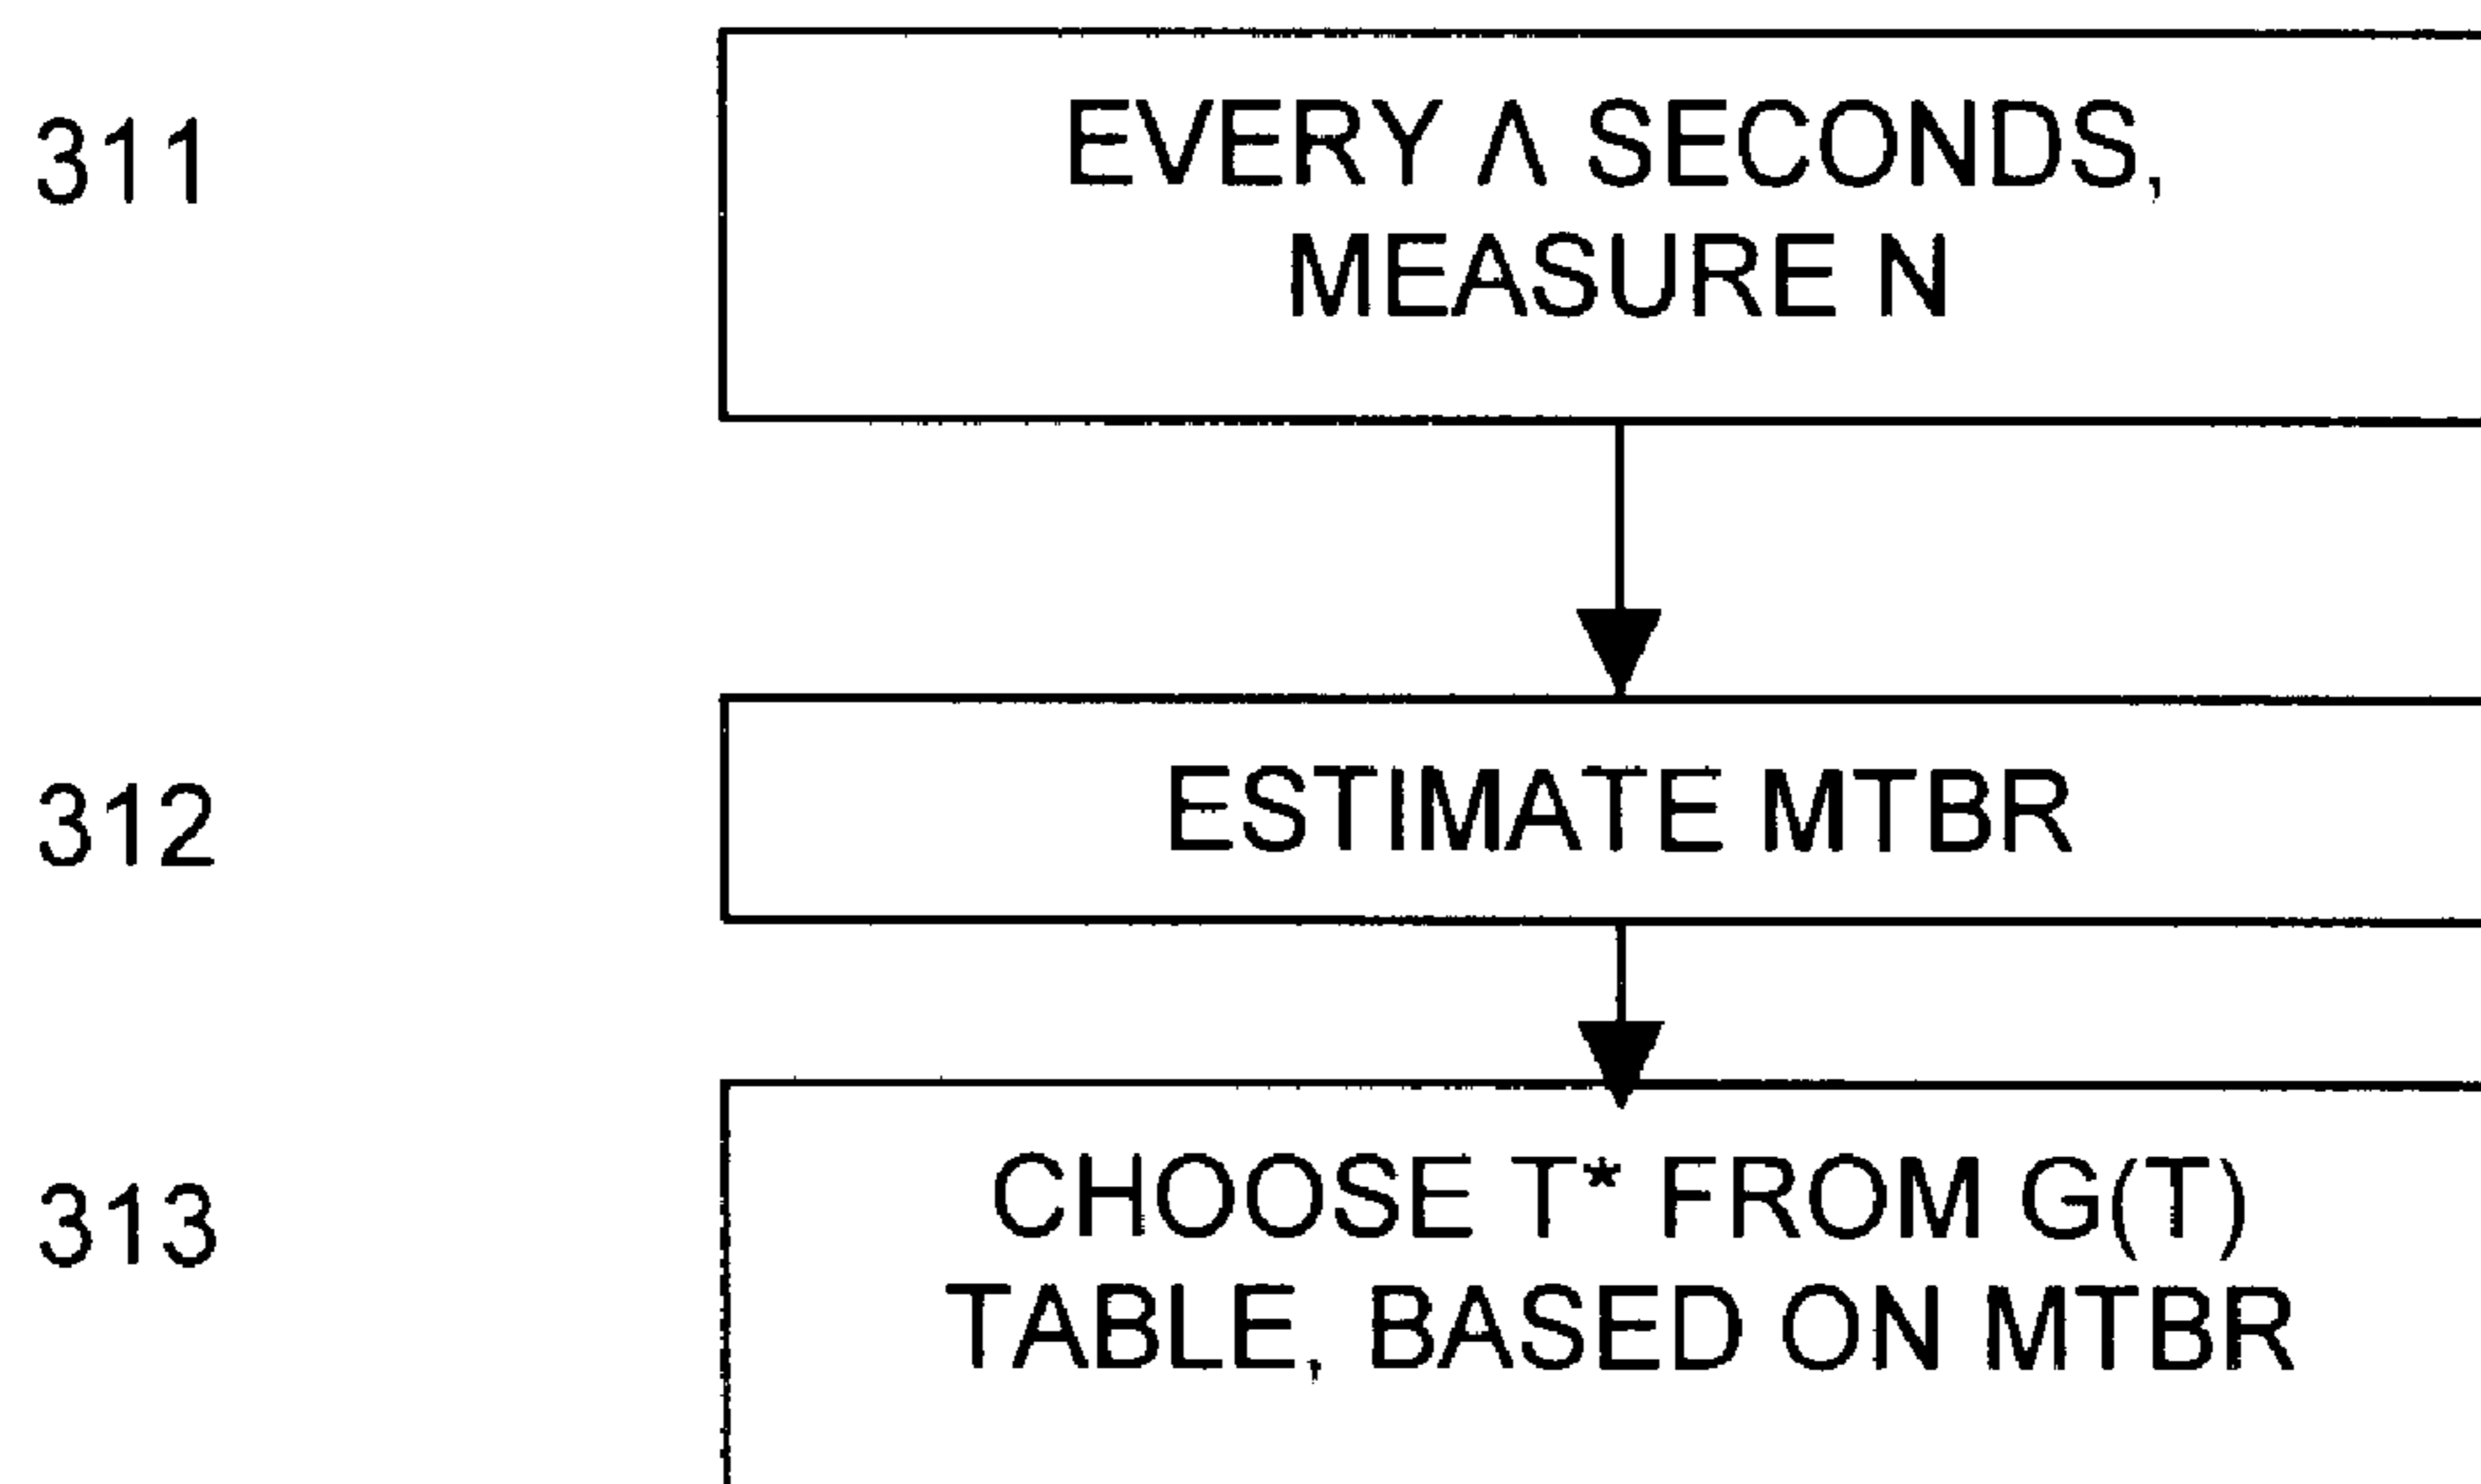 311
EVERY Λ SECONDS,
MEASURE N
312
ESTIMATE MTBR
313
CHOOSE T* FROM G(T)
TABLE, BASED ON MTBR